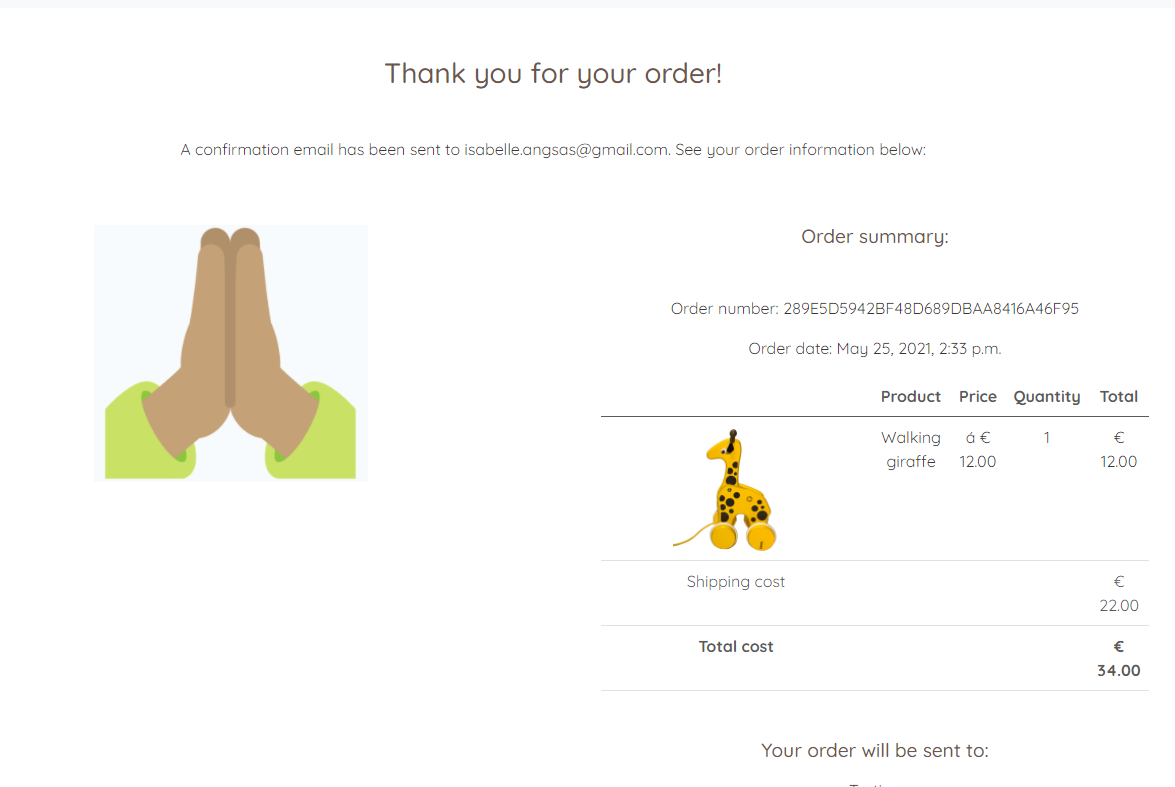 Thank you for your order!
A confirmation email has been sent to isabelle.angsas@gmail.com. See your order information below:
Order summary:
Order number: 289E5D5942BF48D689DBAA8416A46F95
Order date: May 25, 2021, 2:33 p.m.
Product Price Quantity Total
Walking á € 1 €
giraffe 12.00 12.00
Shipping cost €
22.00
Total cost €
34.00
Your order will be sent to: